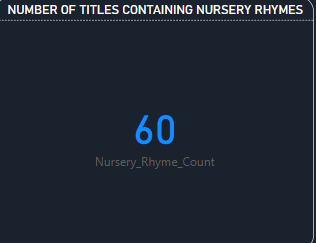 NUMBER OF TITLES CONTAINING NURSERY RHYMES
60
Nursery_Rhyme_Count